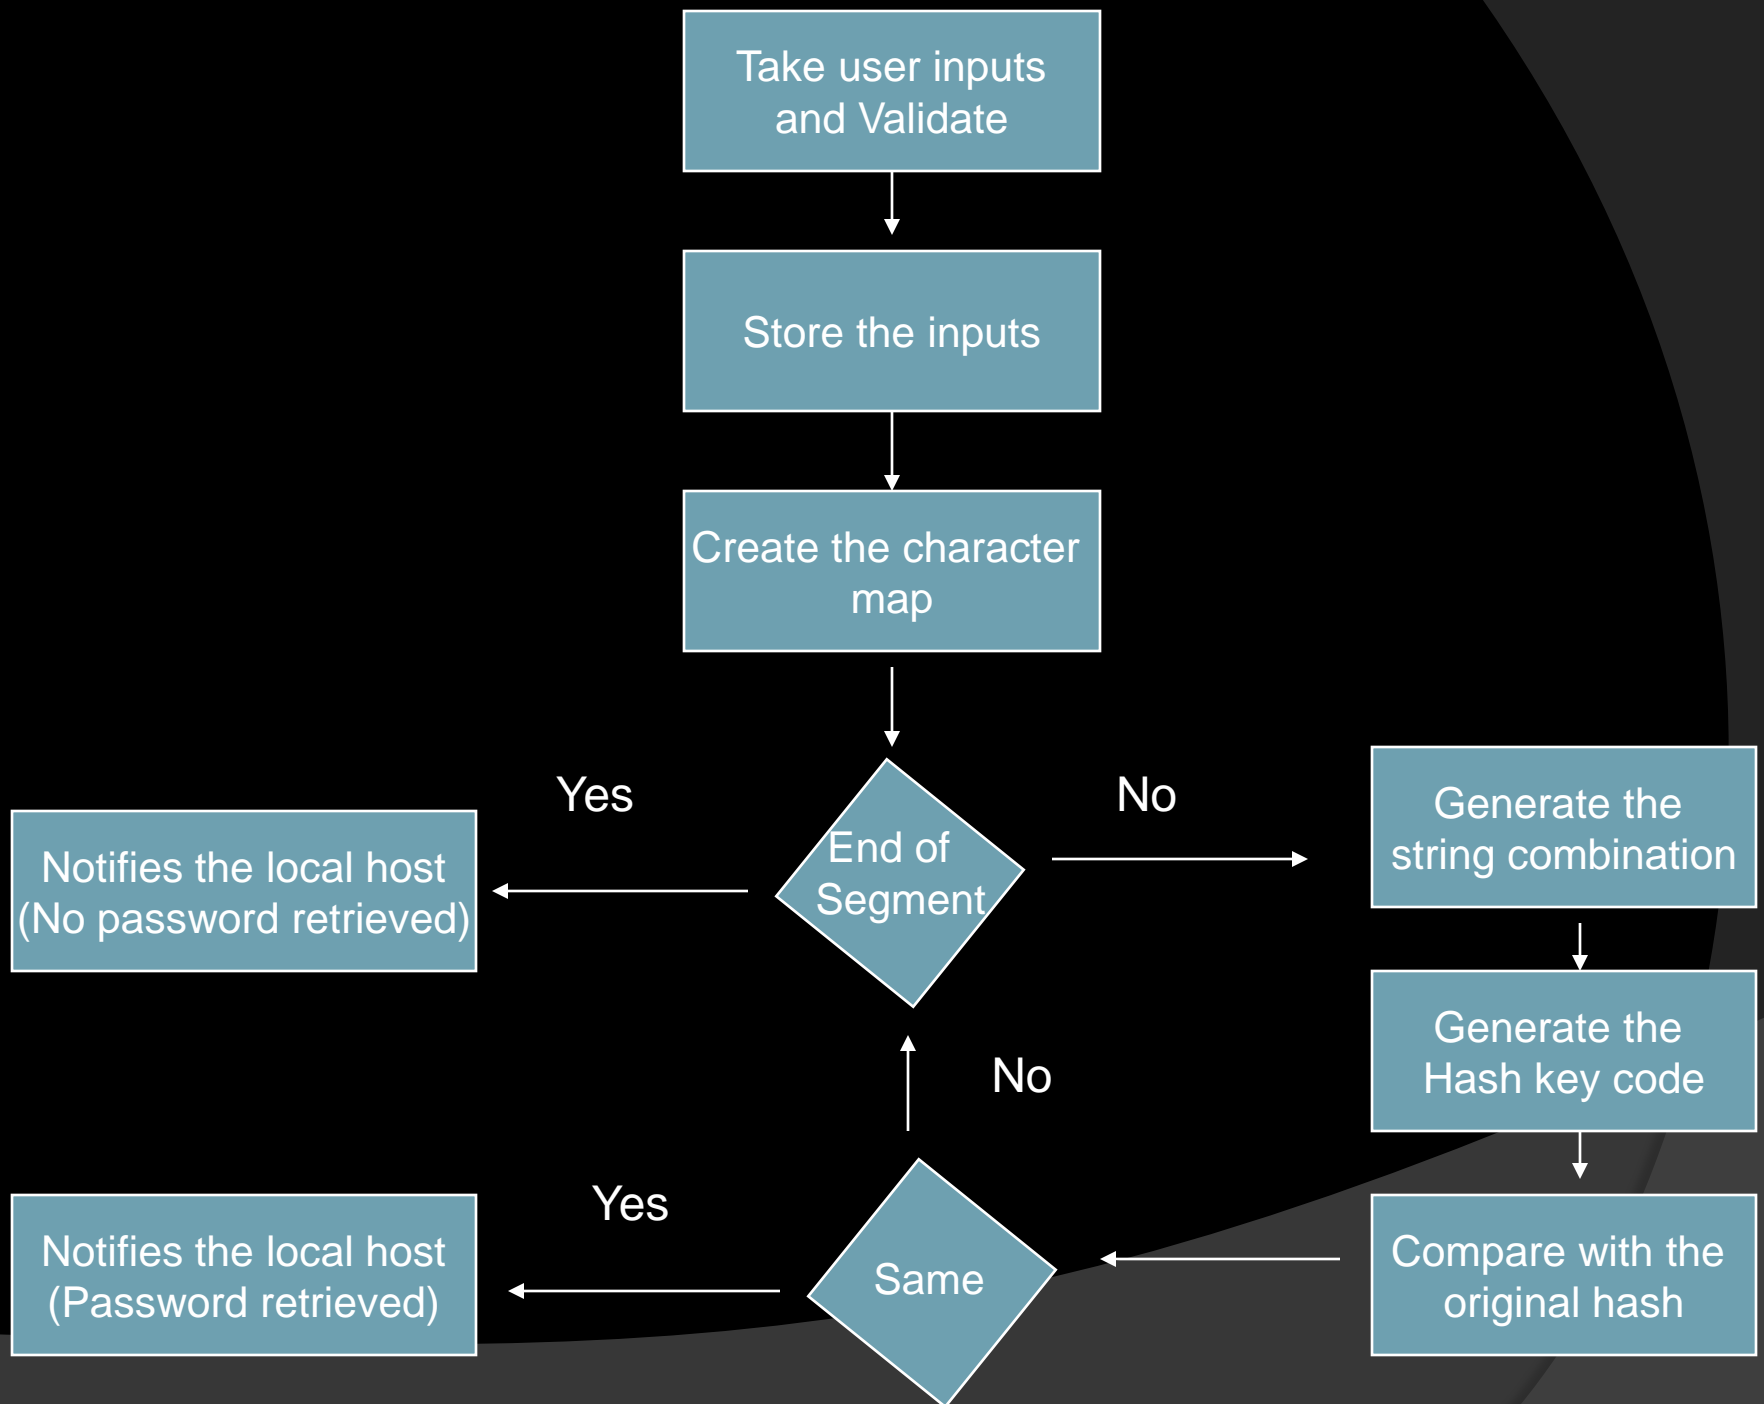 Take user inputs
and Validate
Store the inputs
Create the character
map
Yes
End of
Segment
No
Generate the
string combination
Notifies the local host
(No password retrieved)
Generate the
Hash key code
No
Yes
Same
Compare with the
original hash
Notifies the local host
(Password retrieved)